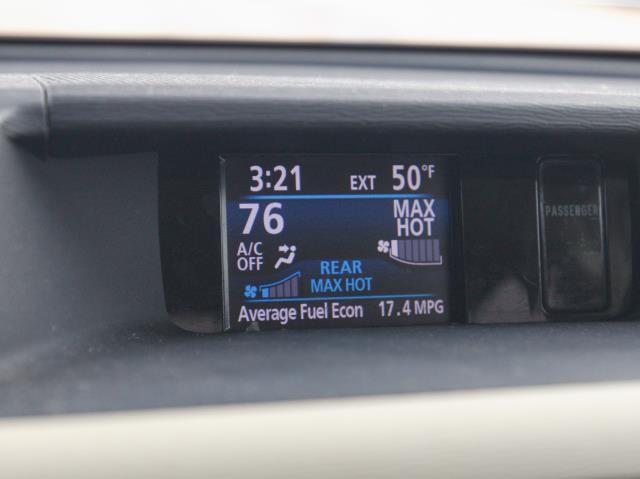 3:21 EXT 50°F
76 MAX HOT
A/C OFF
REAR
MAX HOT
Average Fuel Econ 17.4 MPG
PASSENGER